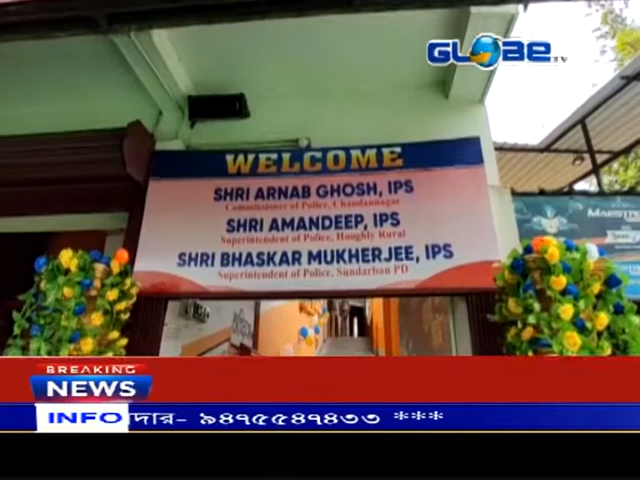 GLOBE TV
WELCOME
SHRI ARNAB GHOSH, IPS
Commissioner of Police, Chandannagar
SHRI AMANDEEP, IPS
Superintendent of Police, Hooghly Rural
SHRI BHASKAR MUKHERJEE, IPS
Superintendent of Police, Sundarban PD
BREAKING
NEWS
INFO দার- ৯৪৭৫৫৪৭৪৩৩ ***